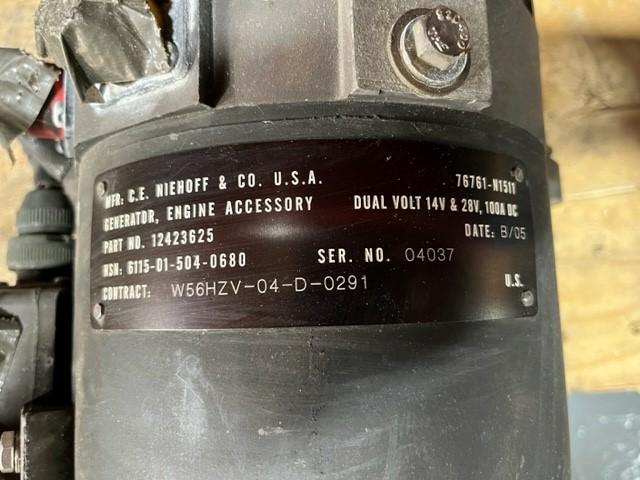 MFR: C.E. NIEHOFF & CO. U.S.A. 76761-N1511
GENERATOR, ENGINE ACCESSORY DUAL VOLT 14V & 28V, 100A DC
PART NO. 12423625 DATE: B/05
NSN: 6115-01-504-0680 SER. NO. 04037
CONTRACT: W56HZV-04-D-0291 U.S.